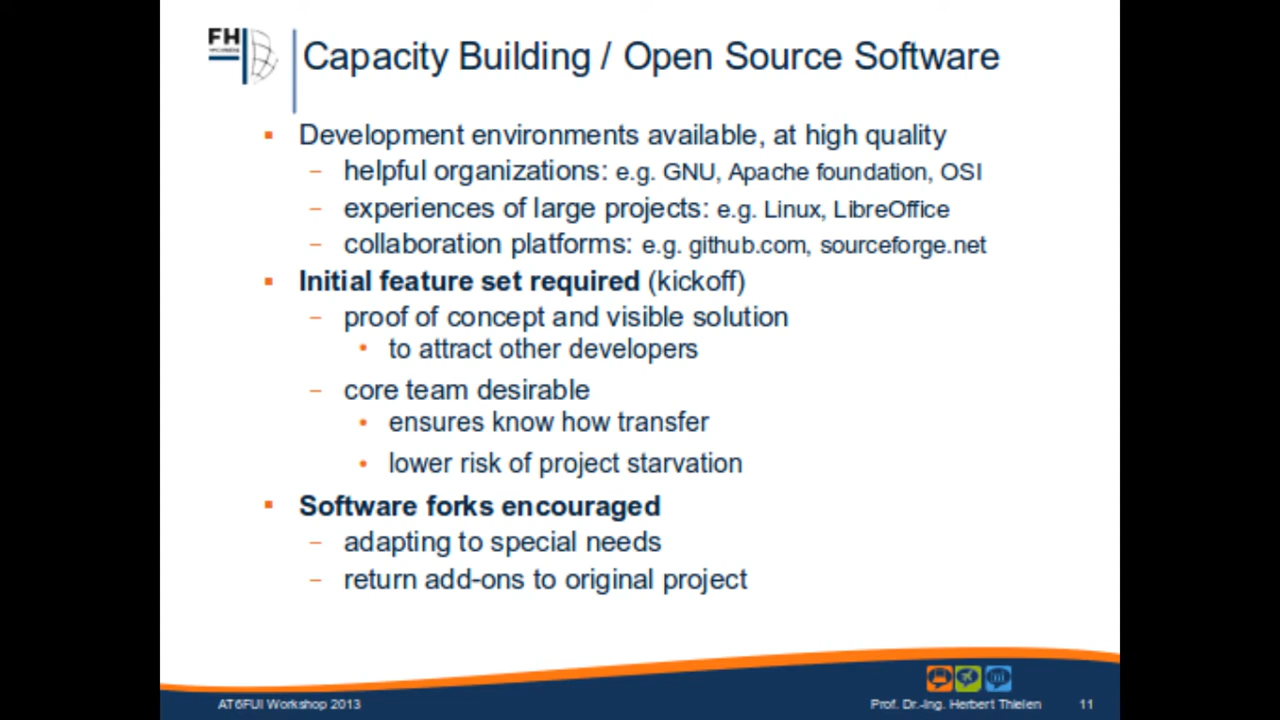 FH
Capacity Building / Open Source Software
Development environments available, at high quality
– helpful organizations: e.g. GNU, Apache foundation, OSI
– experiences of large projects: e.g. Linux, LibreOffice
– collaboration platforms: e.g. github.com, sourceforge.net
Initial feature set required (kickoff)
– proof of concept and visible solution
• to attract other developers
– core team desirable
• ensures know how transfer
• lower risk of project starvation
Software forks encouraged
– adapting to special needs
– return add-ons to original project
AT6FUI Workshop 2013
Prof. Dr.-Ing. Herbert Thielen
11